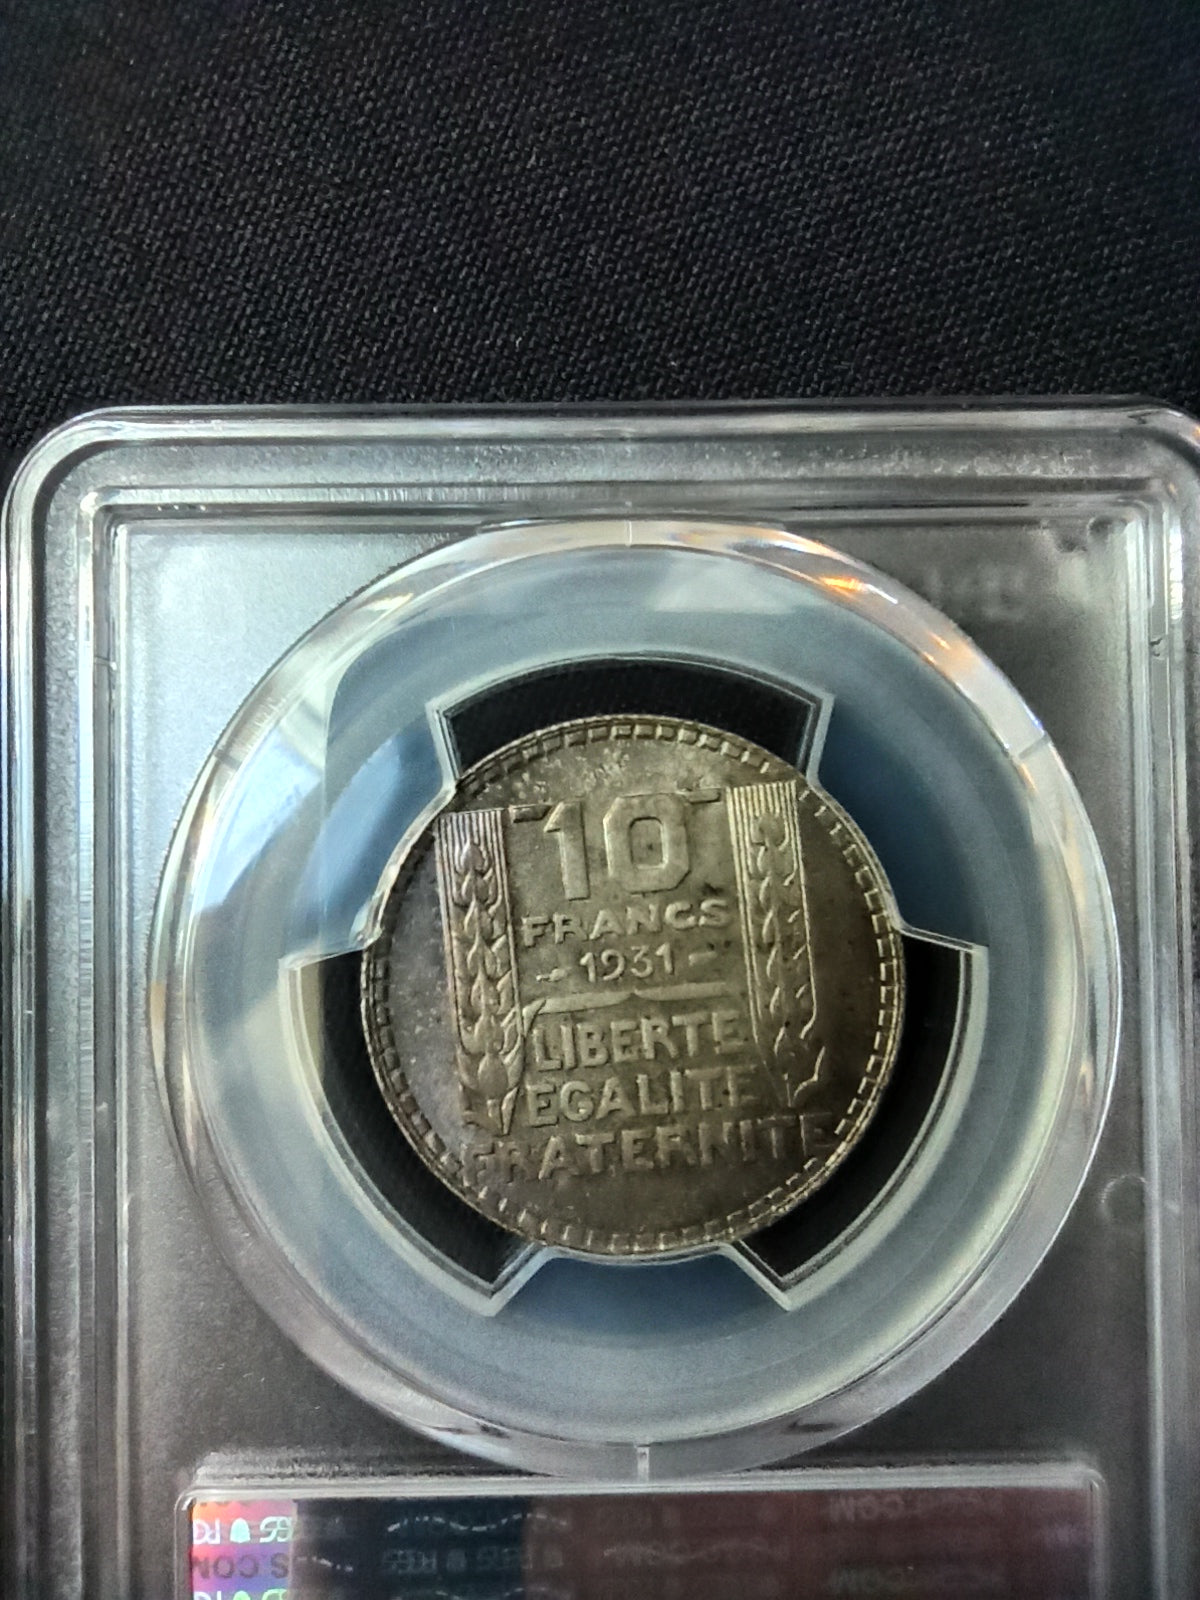 10
FRANCS
- 1931 -
LIBERTE
EGALITE
FRATERNITE